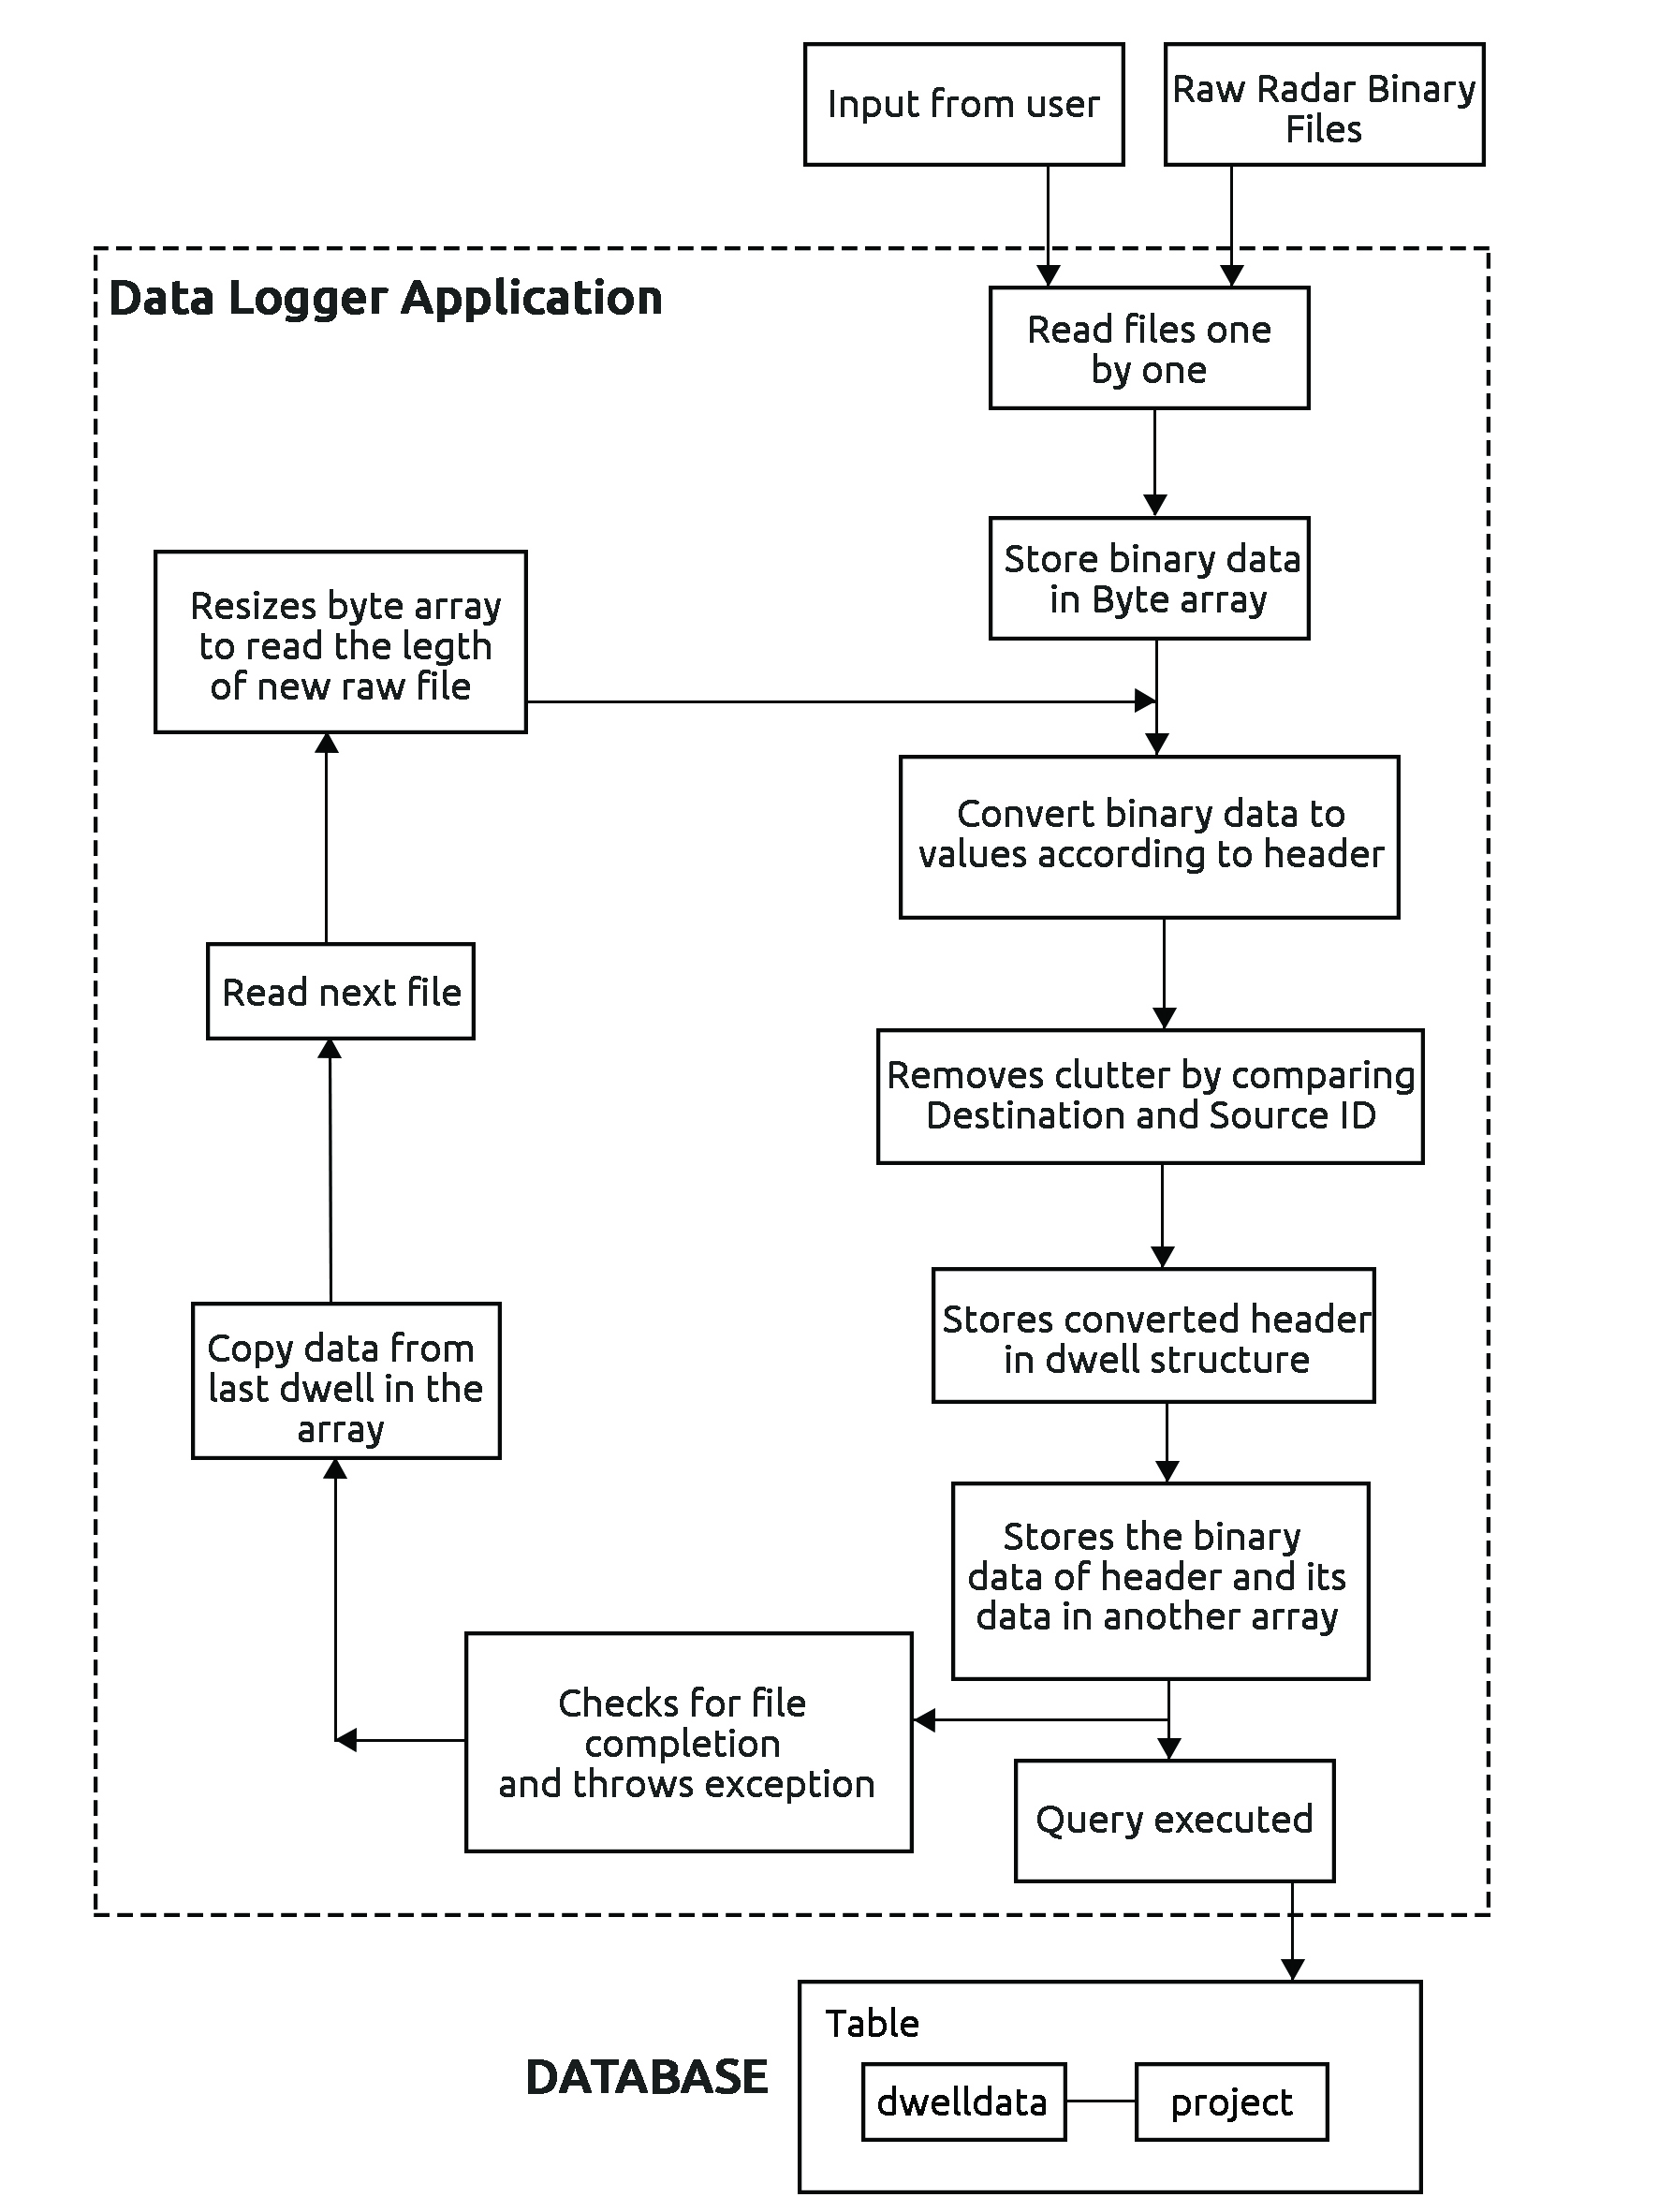 Input from user
Raw Radar Binary
Files
Data Logger Application
Read files one
by one
Store binary data
in Byte array
Resizes byte array
to read the legth
of new raw file
Convert binary data to
values according to header
Read next file
Removes clutter by comparing
Destination and Source ID
Stores converted header
in dwell structure
Copy data from
last dwell in the
array
Stores the binary
data of header and its
data in another array
Checks for file
completion
and throws exception
Query executed
Table
DATABASE
dwelldata
project